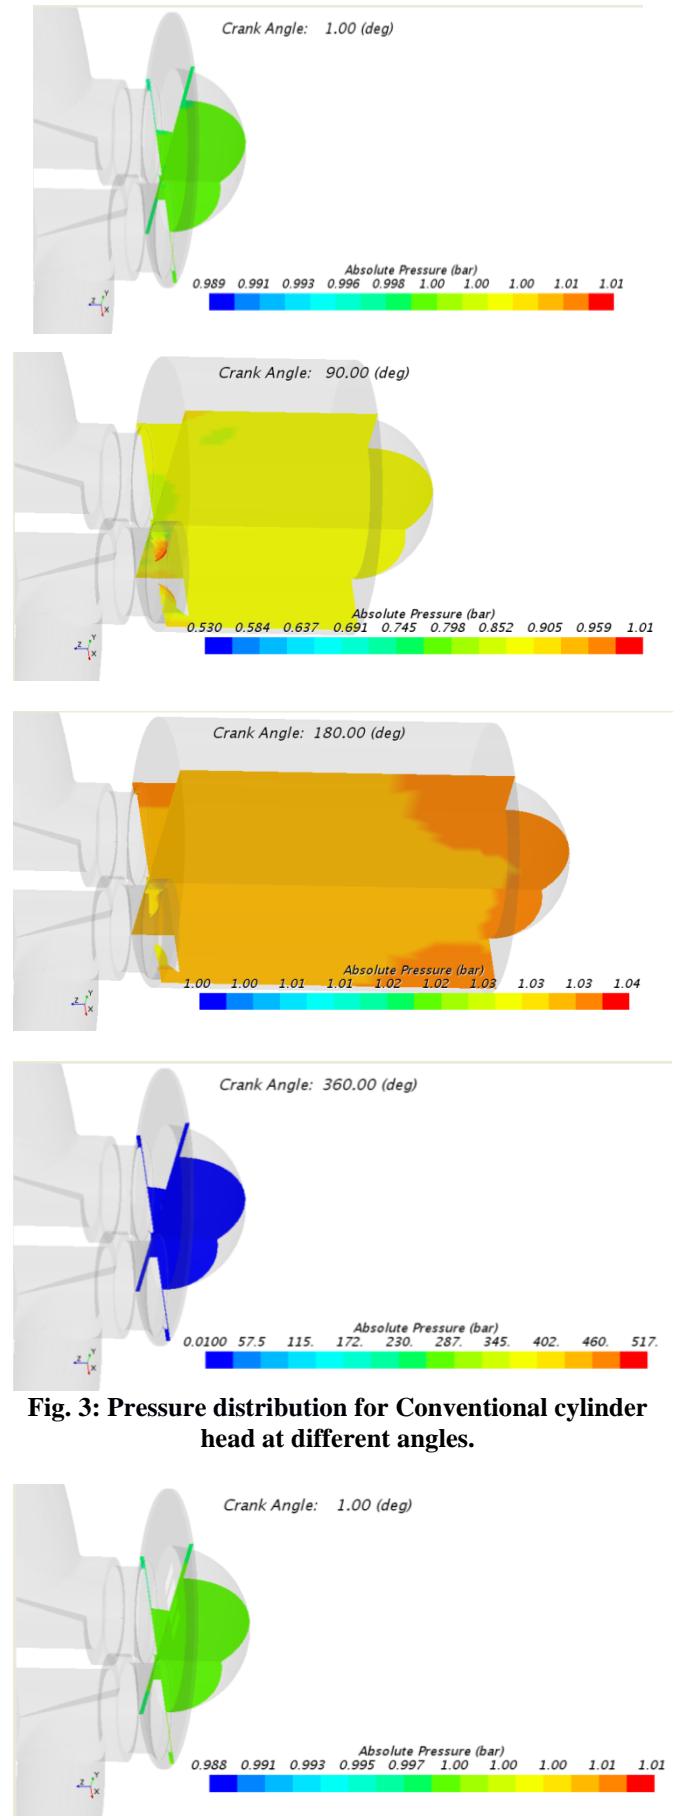 Crank Angle: 1.00 (deg)
Absolute Pressure (bar)
0.989 0.991 0.993 0.996 0.998 1.00 1.00 1.00 1.01 1.01
Z Y X
Crank Angle: 90.00 (deg)
Absolute Pressure (bar)
0.530 0.584 0.637 0.691 0.745 0.798 0.852 0.905 0.959 1.01
Z Y X
Crank Angle: 180.00 (deg)
Absolute Pressure (bar)
1.00 1.00 1.01 1.01 1.02 1.02 1.03 1.03 1.03 1.04
Z Y X
Crank Angle: 360.00 (deg)
Absolute Pressure (bar)
0.0100 57.5 115. 172. 230. 287. 345. 402. 460. 517.
Z Y X
Fig. 3: Pressure distribution for Conventional cylinder
head at different angles.
Crank Angle: 1.00 (deg)
Absolute Pressure (bar)
0.988 0.991 0.993 0.995 0.997 1.00 1.00 1.00 1.01 1.01
Z Y X